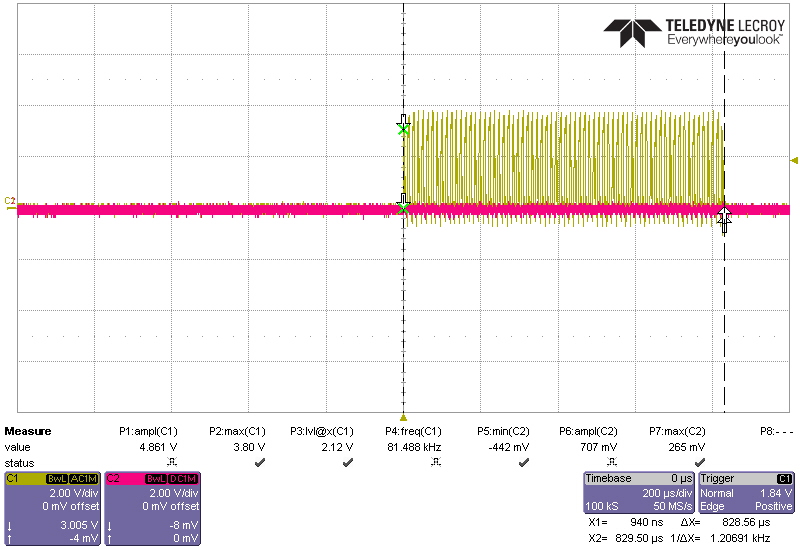 TELEDYNE LECROY
Everywhereyoulook™
C2
Measure P1:ampl(C1) P2:max(C1) P3:lvl@x(C1) P4:freq(C1) P5:min(C2) P6:ampl(C2) P7:max(C2) P8:- - -
value 4.861 V 3.80 V 2.12 V 81.488 kHz -442 mV 707 mV 265 mV
status
C1 BwL AC1M
2.00 V/div
0 mV offset
3.005 V
-4 mV
C2 BwL DC1M
2.00 V/div
0 mV offset
-8 mV
0 mV
Timebase 0 µs
200 µs/div
100 kS 50 MS/s
Trigger C1
Normal 1.84 V
Edge Positive
X1= 940 ns ΔX= 828.56 µs
X2= 829.50 µs 1/ΔX= 1.20691 kHz